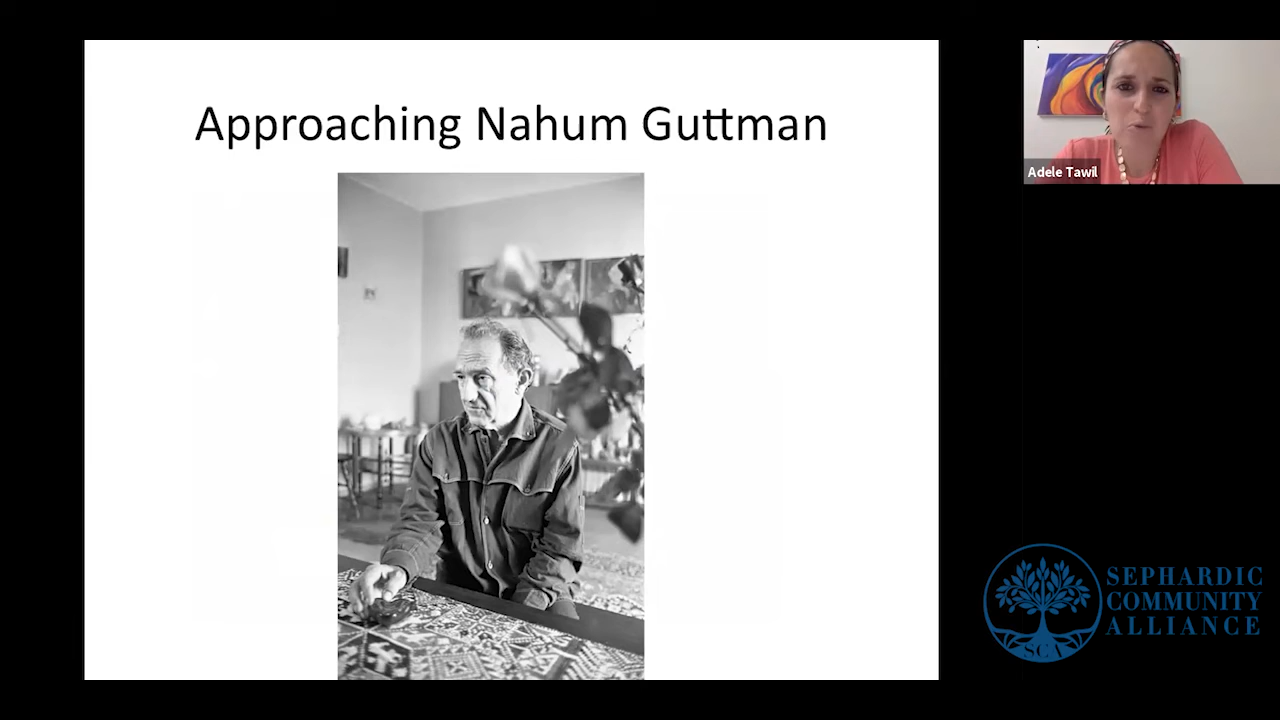 Approaching Nahum Guttman
Adele Tawil
SEPHARDIC
COMMUNITY
ALLIANCE
SCA